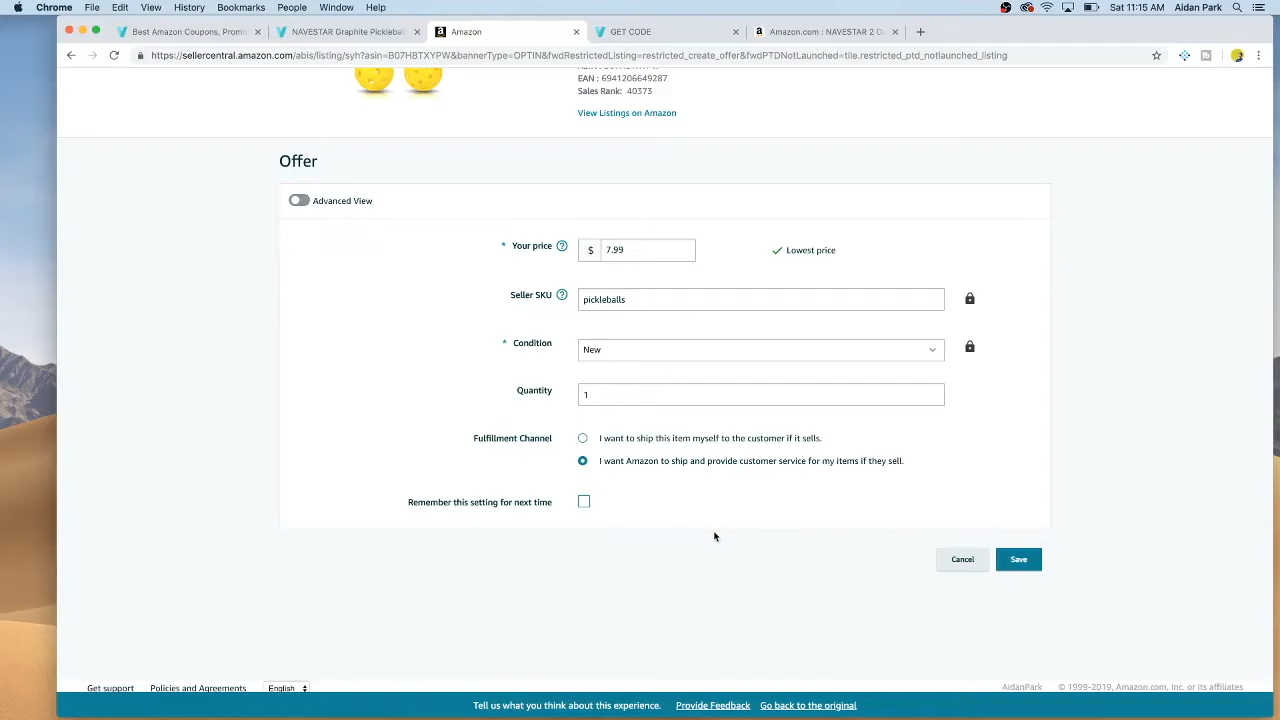 Chrome File Edit View History Bookmarks People Window Help Sat 11:15 AM Aidan Park
Best Amazon Coupons, Promo NAVESTAR Graphite Pickleball Amazon GET CODE Amazon.com : NAVESTAR 2 O
https://sellercentral.amazon.com/abis/listing/syh?asin=B07H8TXYPW&bannerType=OPTIN&fwdRestrictedListing=restricted_create_offer&fwdPTDNotLaunched=tile.restricted_ptd_notlaunched_listing
EAN : 6941206649287
Sales Rank: 40373
View Listings on Amazon
Offer
Advanced View
* Your price ? $ 7.99 Lowest price
Seller SKU ? pickleballs
* Condition New
Quantity 1
Fulfillment Channel I want to ship this item myself to the customer if it sells.
I want Amazon to ship and provide customer service for my items if they sell.
Remember this setting for next time
Cancel Save
Get support Policies and Agreements English AidanPark © 1999-2019, Amazon.com, Inc. or its affiliates
Tell us what you think about this experience. Provide Feedback Go back to the original